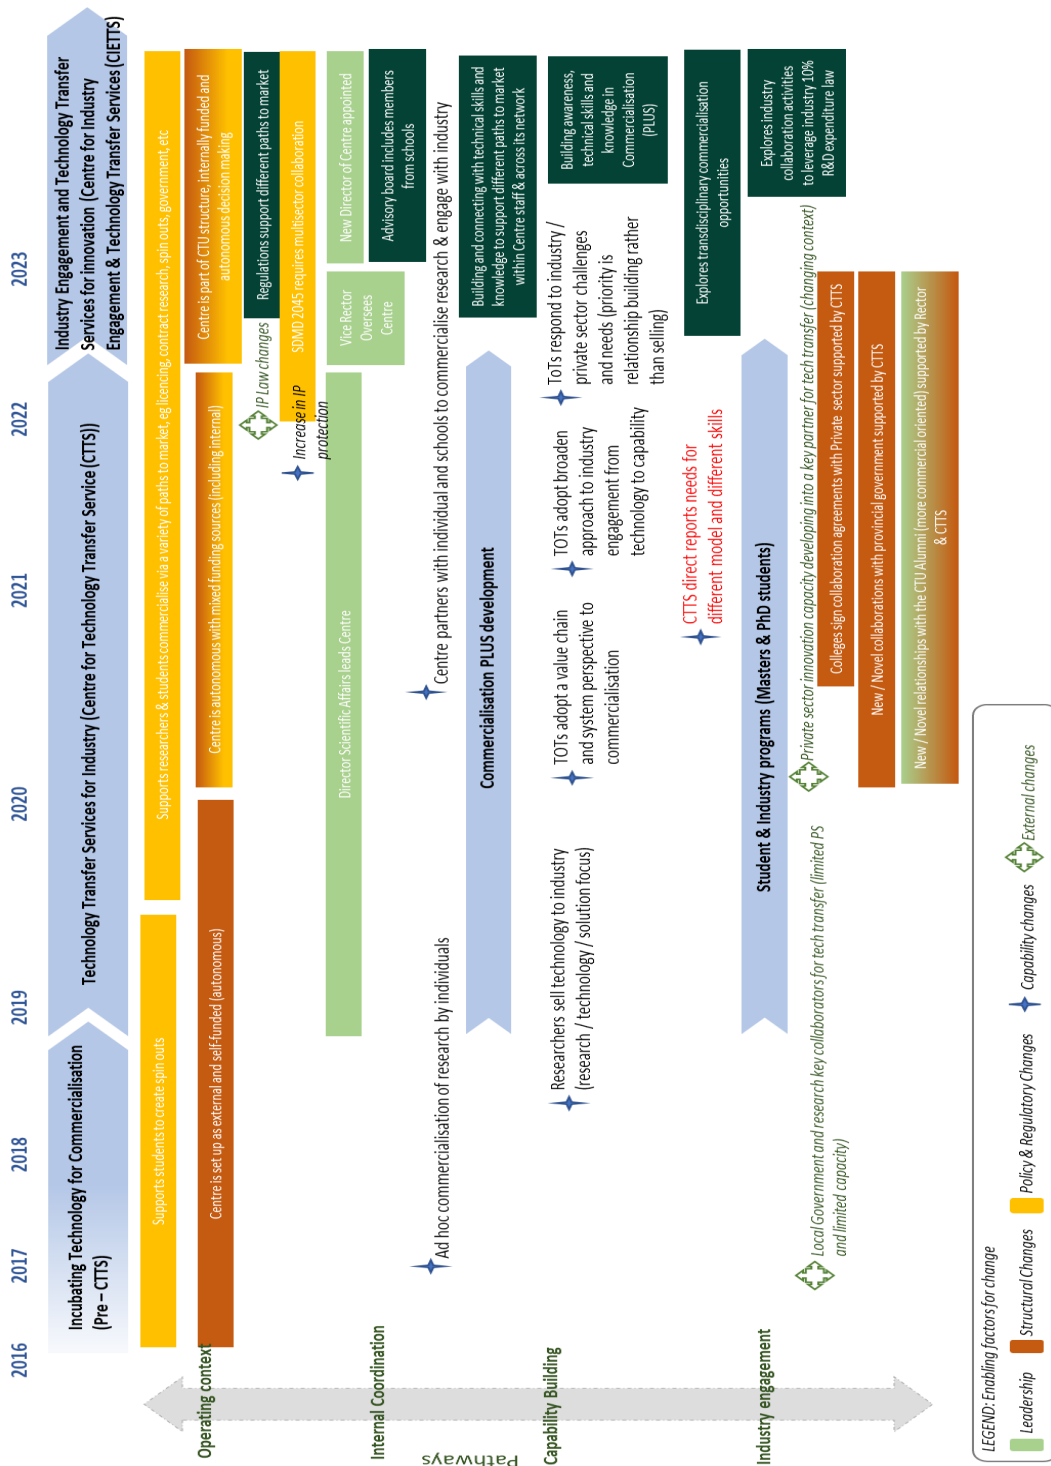 2016
2017
2018
2019
2020
2021
2022
2023
Incubating Technology for Commercialisation
(Pre – CTTS)
Technology Transfer Services for Industry (Centre for Technology Transfer Service (CTTS))
Industry Engagement and Technology Transfer
Services for innovation (Centre for Industry
Engagement & Technology Transfer Services (CIETTS)
Pathways
Operating context
Supports students to create spin outs
Supports researchers & students commercialise via a variety of paths to market, eg licencing, contract research, spin outs, government, etc
Centre is set up as external and self-funded (autonomous)
Centre is autonomous with mixed funding sources (including internal)
Centre is part of CTU structure, internally funded and
autonomous decision making
IP Law changes
Regulations support different paths to market
Increase in IP
protection
SDMD 2045 requires multisector collaboration
Internal Coordination
Director Scientific Affairs leads Centre
Vice Rector
Oversees
Centre
New Director of Centre appointed
Advisory board includes members
from schools
Ad hoc commercialisation of research by individuals
Centre partners with individual and schools to commercialise research & engage with industry
Capability Building
Commercialisation PLUS development
Building and connecting with technical skills and
knowledge to support different paths to market
within Centre staff & across its network
Researchers sell technology to industry
(research / technology / solution focus)
TOTs adopt a value chain
and system perspective to
commercialisation
TOTs adopt broaden
approach to industry
engagement from
technology to capability
ToTs respond to industry /
private sector challenges
and needs (priority is
relationship building rather
than selling)
Building awareness,
technical skills and
knowledge in
Commercialisation
(PLUS)
CTTS direct reports needs for
different model and different skills
Explores transdisciplinary commercialisation
opportunities
Industry engagement
Student & Industry programs (Masters & PhD students)
Explores industry
collaboration activities
to leverage industry 10%
R&D expenditure law
Local Government and research key collaborators for tech transfer (limited PS
and limited capacity)
Private sector innovation capacity developing into a key partner for tech transfer (changing context)
Colleges sign collaboration agreements with Private sector supported by CTTS
New / Novel collaborations with provincial government supported by CTTS
New / Novel relationships with the CTU Alumni (more commercial oriented) supported by Rector
& CTTS
LEGEND: Enabling factors for change
Leadership
Structural Changes
Policy & Regulatory Changes
Capability changes
External changes